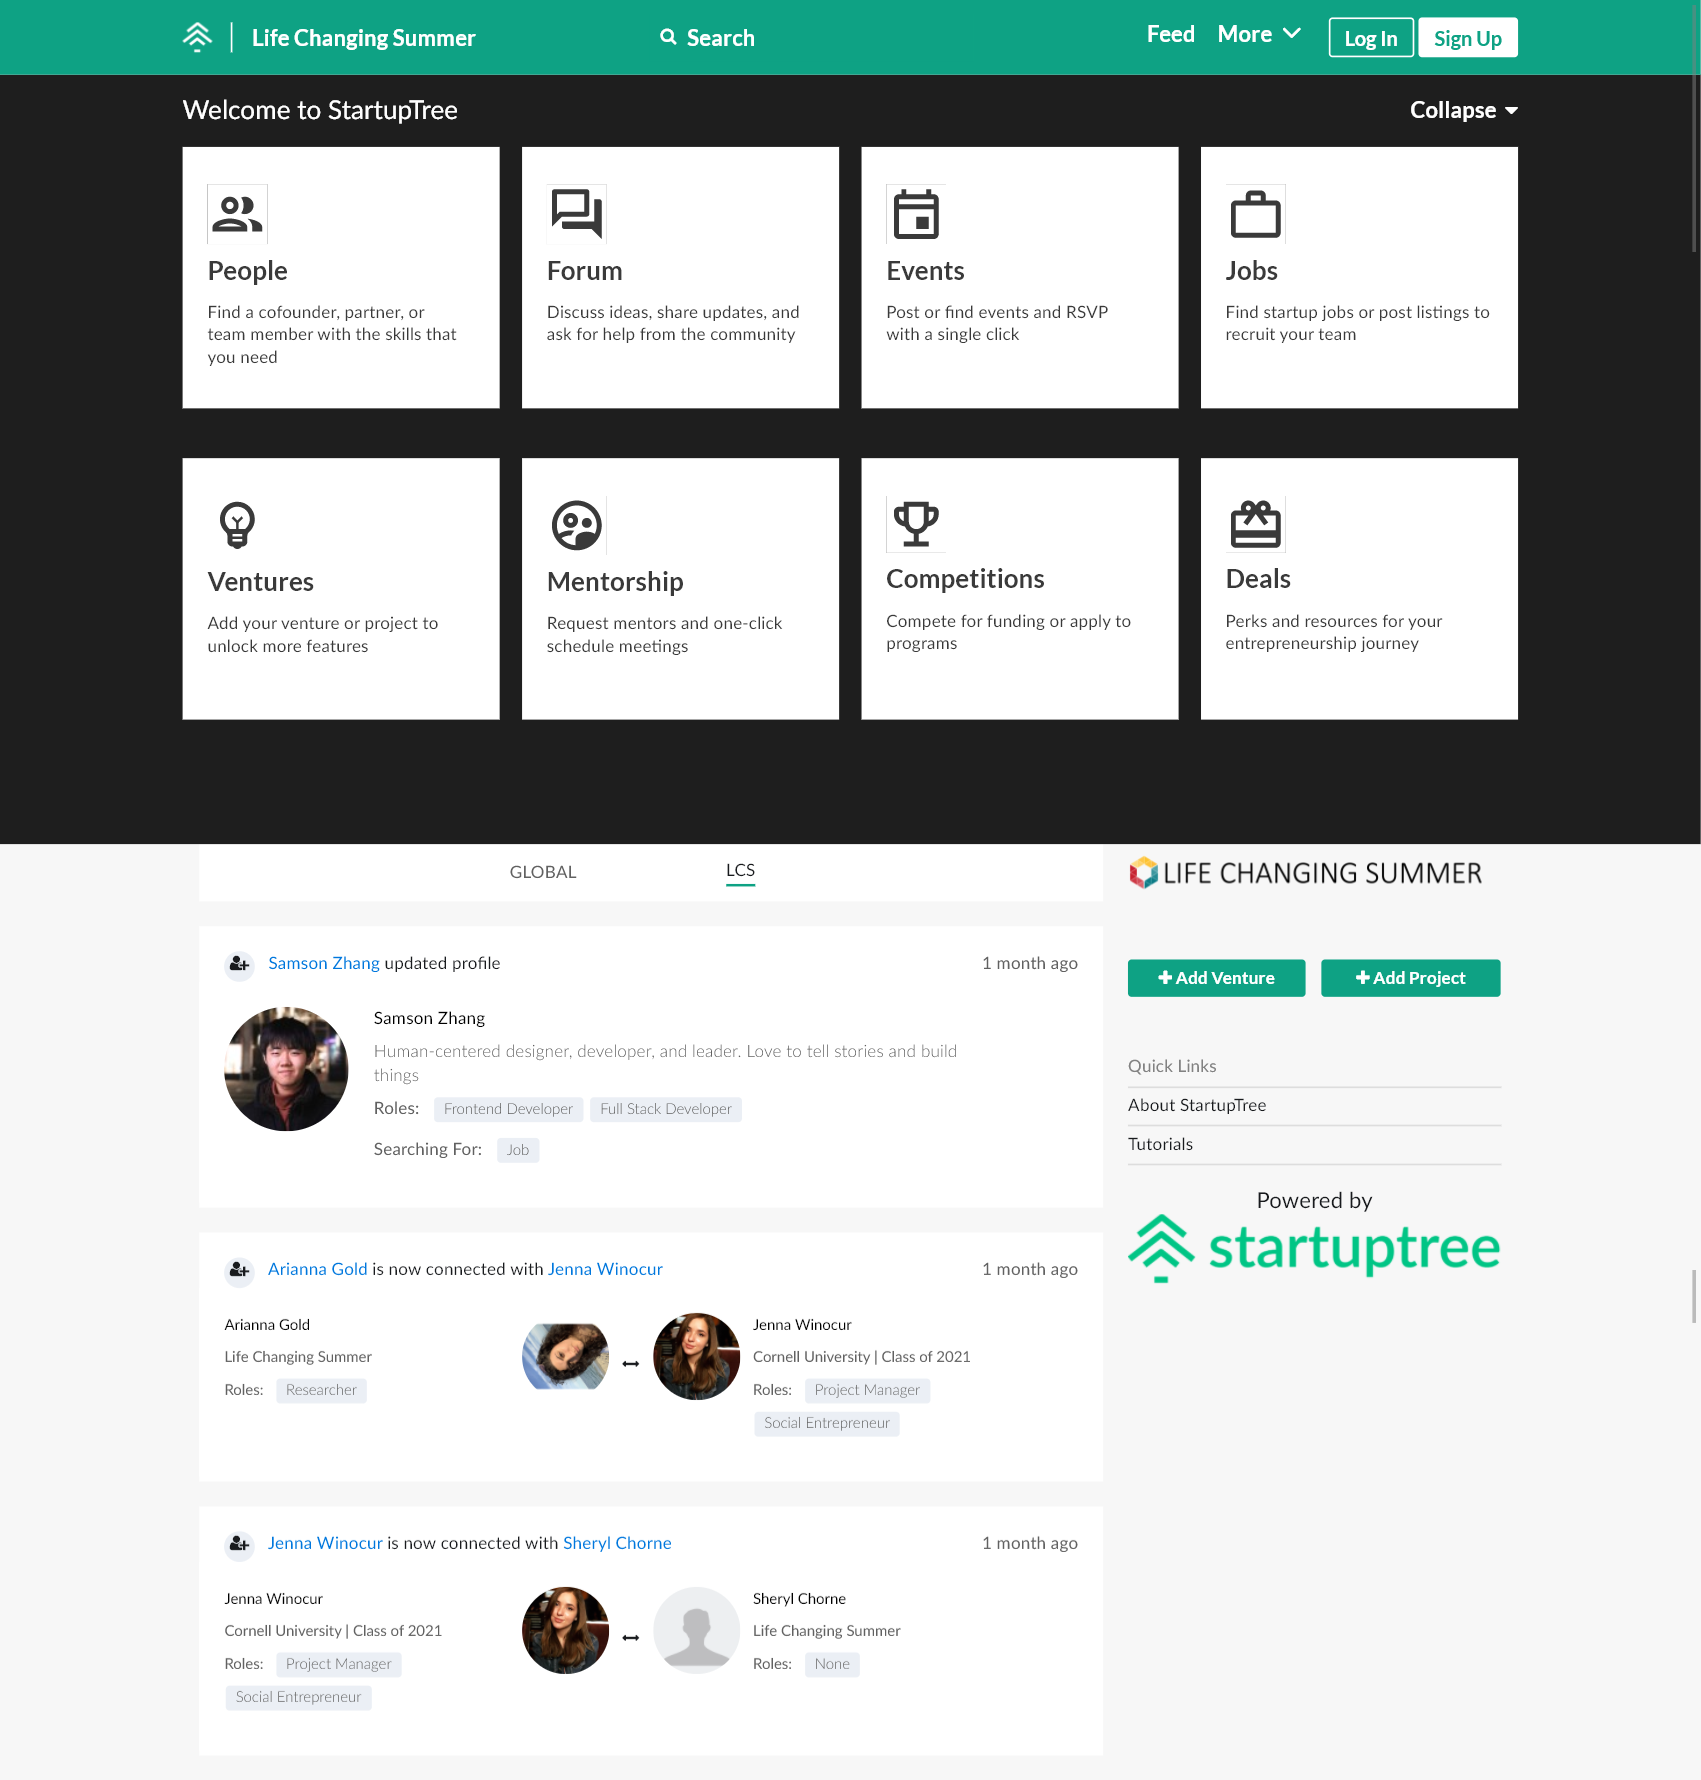 Life Changing Summer
Search
Feed
More
Log In
Sign Up
Welcome to StartupTree
Collapse
People
Find a cofounder, partner, or
team member with the skills that
you need
Forum
Discuss ideas, share updates, and
ask for help from the community
Events
Post or find events and RSVP
with a single click
Jobs
Find startup jobs or post listings to
recruit your team
Ventures
Add your venture or project to
unlock more features
Mentorship
Request mentors and one-click
schedule meetings
Competitions
Compete for funding or apply to
programs
Deals
Perks and resources for your
entrepreneurship journey
GLOBAL
LCS
Samson Zhang updated profile
1 month ago
Samson Zhang
Human-centered designer, developer, and leader. Love to tell stories and build
things
Roles: Frontend Developer Full Stack Developer
Searching For: Job
Arianna Gold is now connected with Jenna Winocur
1 month ago
Arianna Gold
Life Changing Summer
Roles: Researcher
Jenna Winocur
Cornell University | Class of 2021
Roles: Project Manager
Social Entrepreneur
Jenna Winocur is now connected with Sheryl Chorne
1 month ago
Jenna Winocur
Cornell University | Class of 2021
Roles: Project Manager
Social Entrepreneur
Sheryl Chorne
Life Changing Summer
Roles: None
LIFE CHANGING SUMMER
Add Venture
Add Project
Quick Links
About StartupTree
Tutorials
Powered by
startuptree